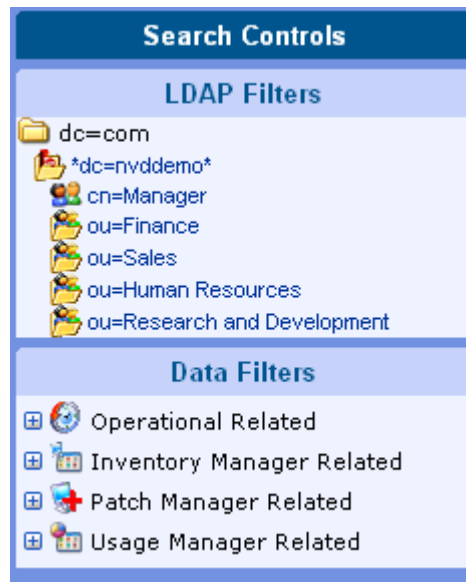 Search Controls
LDAP Filters
dc=com
*dc=nvddemo*
cn=Manager
ou=Finance
ou=Sales
ou=Human Resources
ou=Research and Development
Data Filters
Operational Related
Inventory Manager Related
Patch Manager Related
Usage Manager Related